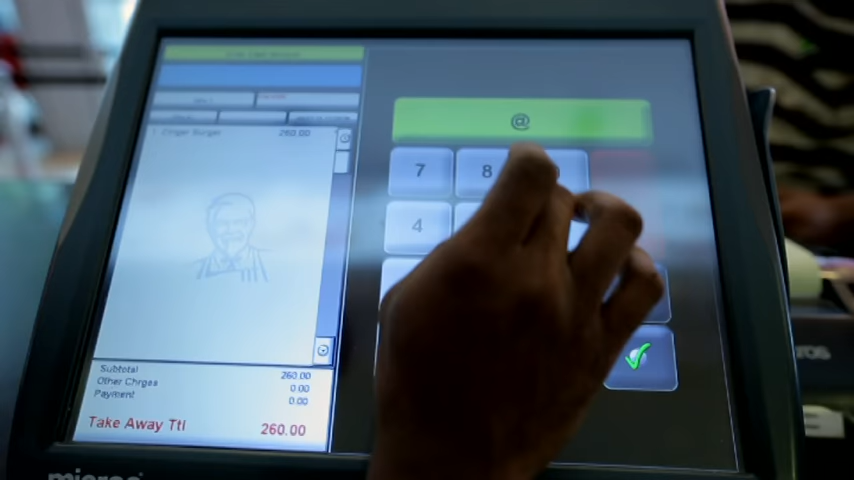 @
7 8
4
Zinger Burger 260.00
Subtotal 260.00
Other Chrges 0.00
Payment 0.00
Take Away Ttl 260.00
micros